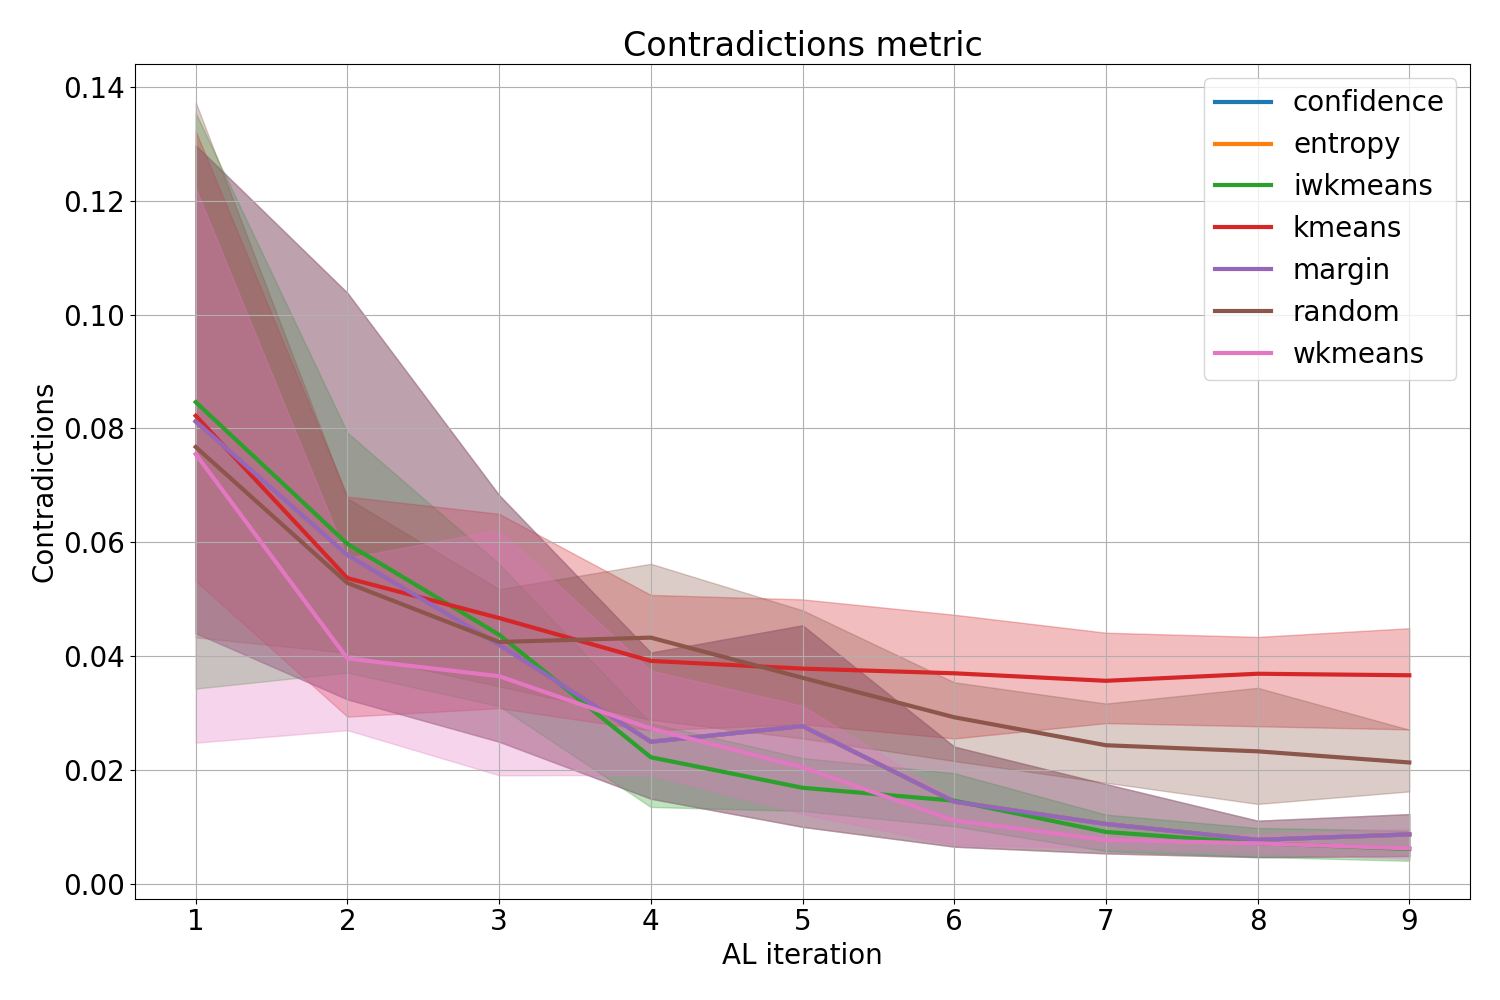 Contradictions metric
Contradictions
0.14
0.12
0.10
0.08
0.06
0.04
0.02
0.00
1 2 3 4 5 6 7 8 9
AL iteration
confidence
entropy
iwkmeans
kmeans
margin
random
wkmeans